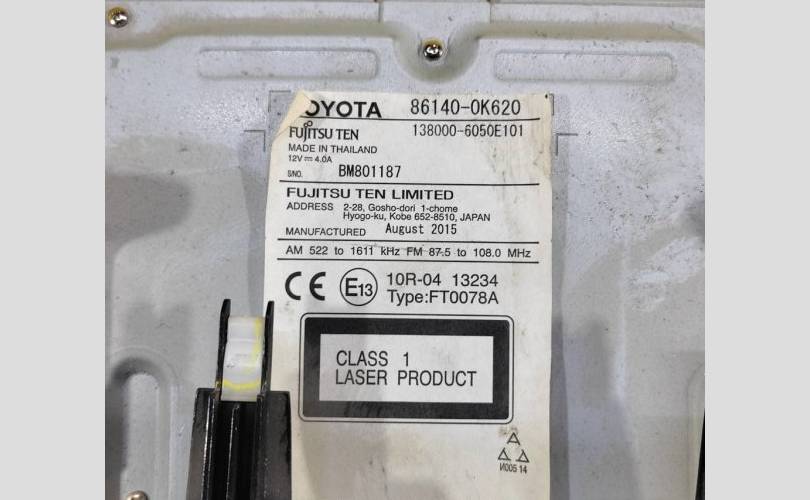 OYOTA 86140-0K620
FUJITSU TEN 138000-6050E101
MADE IN THAILAND
12V⎓4.0A
SNO. BM801187
FUJITSU TEN LIMITED
ADDRESS 2-28, Gosho-dori 1-chome
Hyogo-ku, Kobe 652-8510, JAPAN
MANUFACTURED August 2015
AM 522 to 1611 kHz FM 87.5 to 108.0 MHz
CE E13 10R-04 13234
Type:FT0078A
CLASS 1
LASER PRODUCT
И005 14